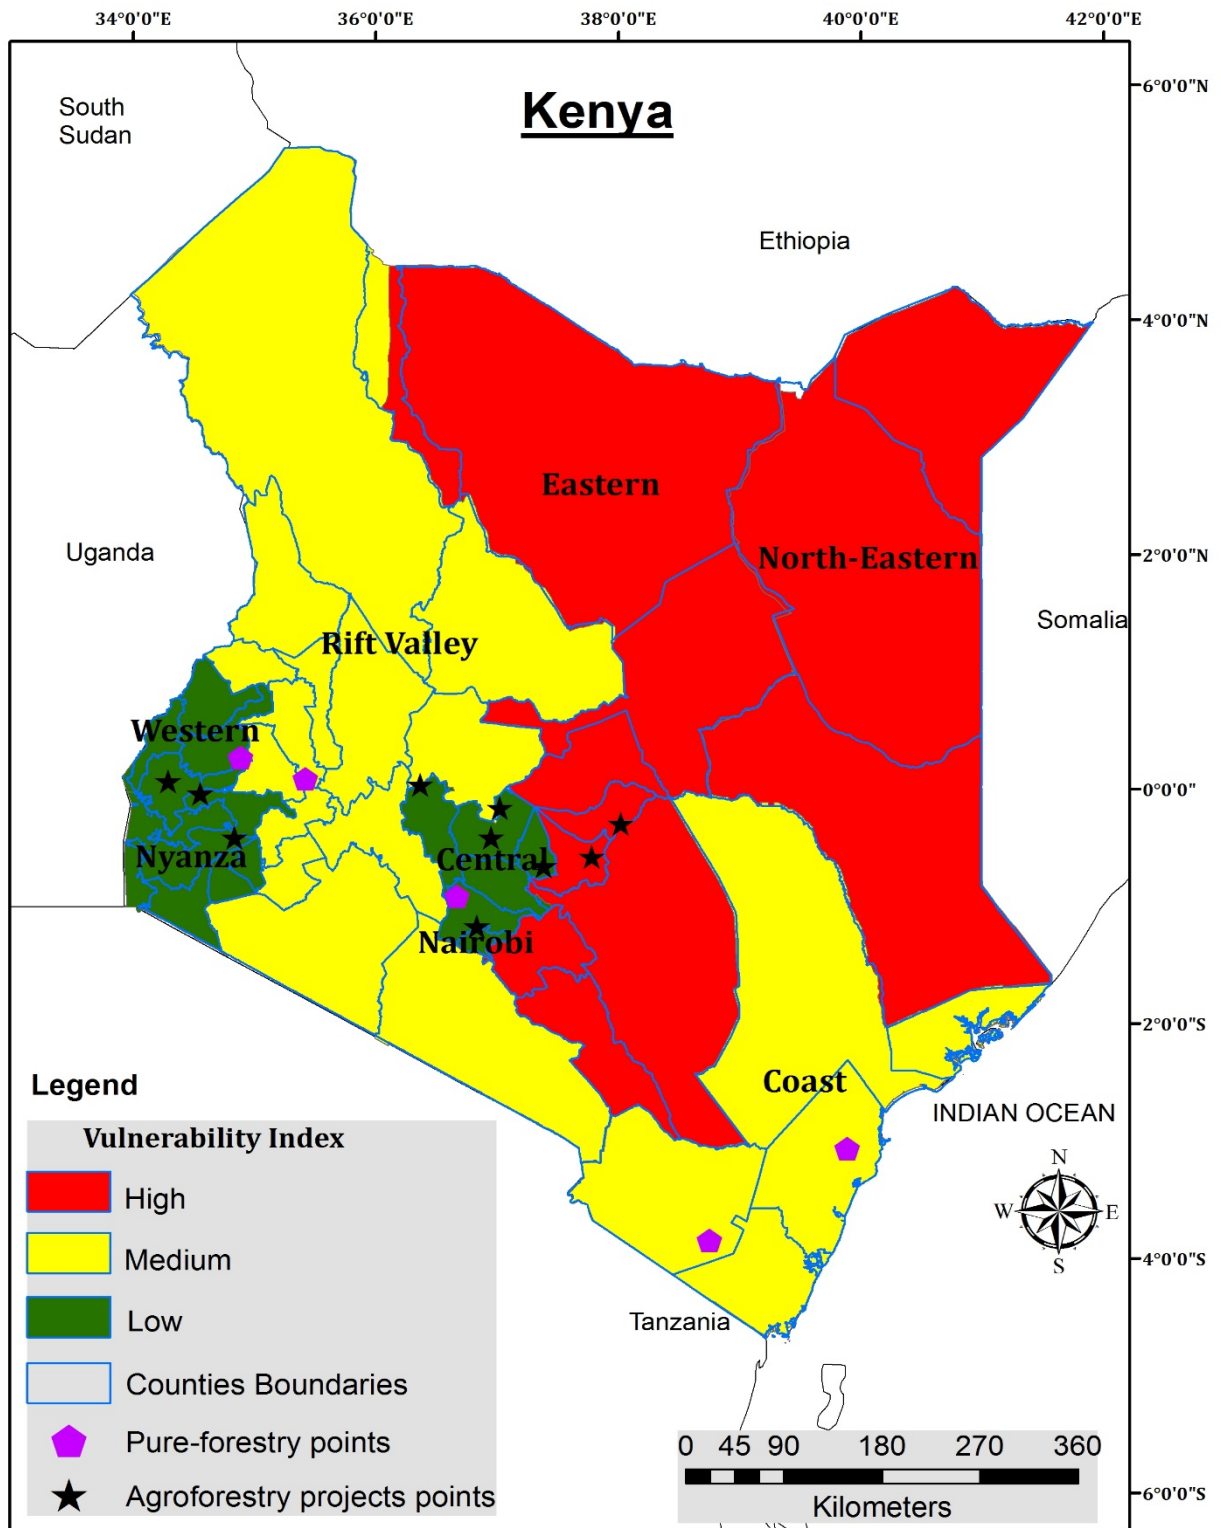 34°0'0"E
36°0'0"E
38°0'0"E
40°0'0"E
42°0'0"E
6°0'0"N
South
Sudan
Kenya
Ethiopia
4°0'0"N
Eastern
Uganda
North-Eastern
2°0'0"N
Somalia
Rift Valley
Western
0°0'0"
Nyanza
Central
Nairobi
2°0'0"S
Coast
INDIAN OCEAN
N
W
E
S
4°0'0"S
Tanzania
Legend
Vulnerability Index
High
Medium
Low
Counties Boundaries
Pure-forestry points
Agroforestry projects points
0 45 90 180 270 360
Kilometers
6°0'0"S